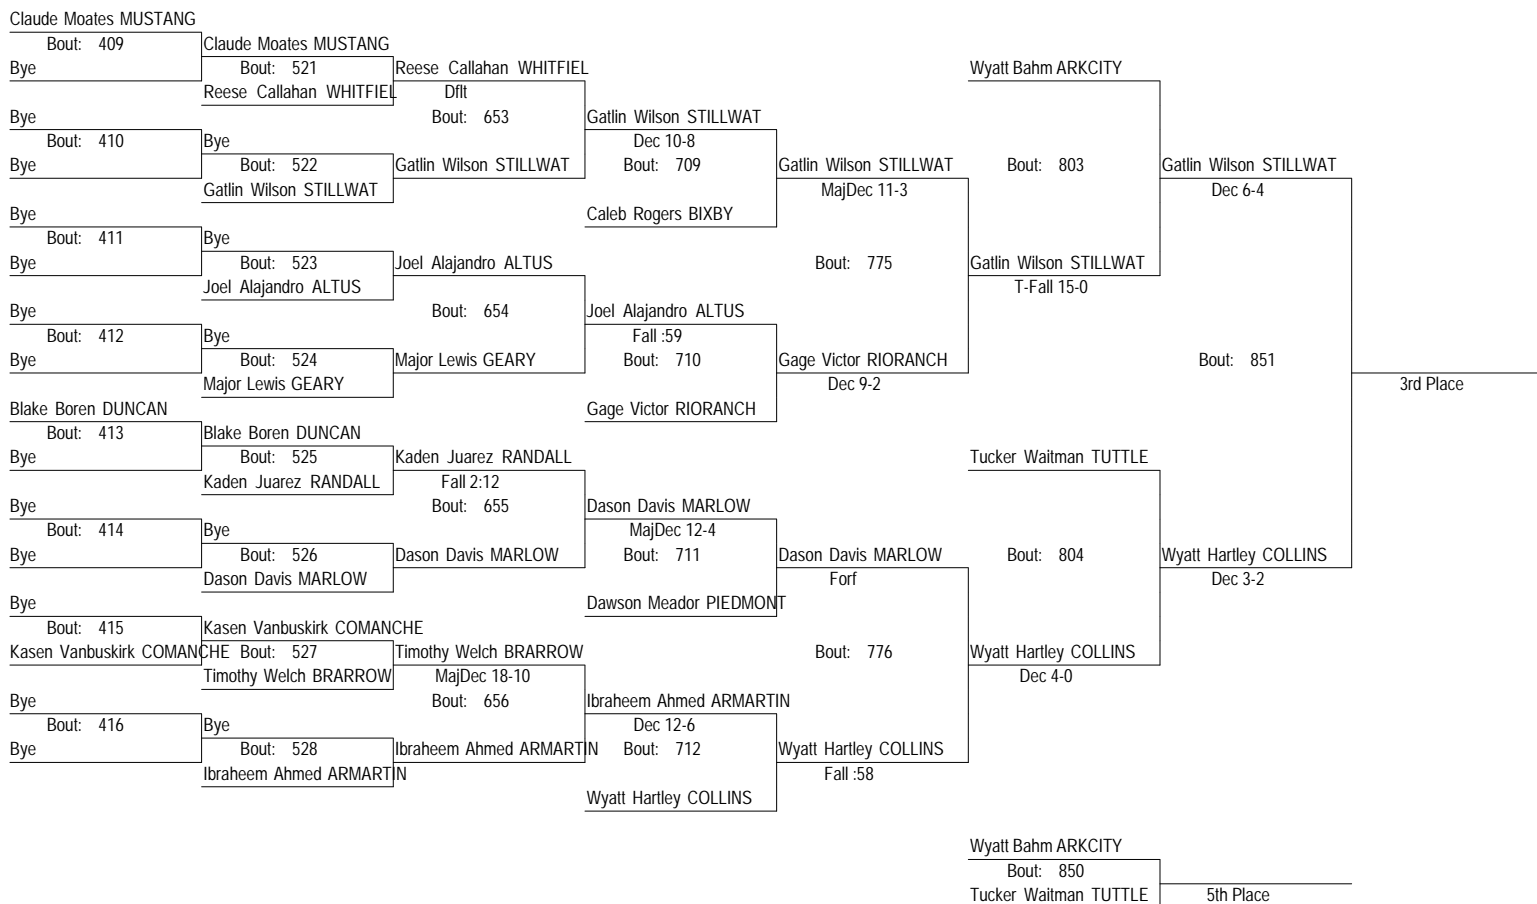 Claude Moates MUSTANG
Bout: 409
Bye
Bye
Bout: 410
Bye
Bye
Bout: 411
Bye
Bye
Bout: 412
Bye
Blake Boren DUNCAN
Bout: 413
Bye
Bye
Bout: 414
Bye
Bye
Bout: 415
Kasen Vanbuskirk COMANCHE
Bye
Bout: 416
Bye
Claude Moates MUSTANG
Bout: 521
Reese Callahan WHITFIEL
Bye
Bout: 522
Gatlin Wilson STILLWAT
Bye
Bout: 523
Joel Alajandro ALTUS
Bye
Bout: 524
Major Lewis GEARY
Blake Boren DUNCAN
Bout: 525
Kaden Juarez RANDALL
Bye
Bout: 526
Dason Davis MARLOW
Kasen Vanbuskirk COMANCHE
Bout: 527
Timothy Welch BRARROW
Bye
Bout: 528
Ibraheem Ahmed ARMARTIN
Reese Callahan WHITFIEL
Dflt
Bout: 653
Gatlin Wilson STILLWAT
Joel Alajandro ALTUS
Bout: 654
Major Lewis GEARY
Kaden Juarez RANDALL
Fall 2:12
Bout: 655
Dason Davis MARLOW
Timothy Welch BRARROW
MajDec 18-10
Bout: 656
Ibraheem Ahmed ARMARTIN
Gatlin Wilson STILLWAT
Dec 10-8
Bout: 709
Caleb Rogers BIXBY
Joel Alajandro ALTUS
Fall :59
Bout: 710
Gage Victor RIORANCH
Dason Davis MARLOW
MajDec 12-4
Bout: 711
Dawson Meador PIEDMONT
Ibraheem Ahmed ARMARTIN
Dec 12-6
Bout: 712
Wyatt Hartley COLLINS
Gatlin Wilson STILLWAT
MajDec 11-3
Bout: 775
Gage Victor RIORANCH
Dec 9-2
Dason Davis MARLOW
Forf
Bout: 776
Wyatt Hartley COLLINS
Fall :58
Wyatt Bahm ARKCITY
Bout: 803
Gatlin Wilson STILLWAT
T-Fall 15-0
Tucker Waitman TUTTLE
Bout: 804
Wyatt Hartley COLLINS
Dec 4-0
Gatlin Wilson STILLWAT
Dec 6-4
Bout: 851
Wyatt Hartley COLLINS
Dec 3-2
3rd Place
Wyatt Bahm ARKCITY
Bout: 850
Tucker Waitman TUTTLE
5th Place